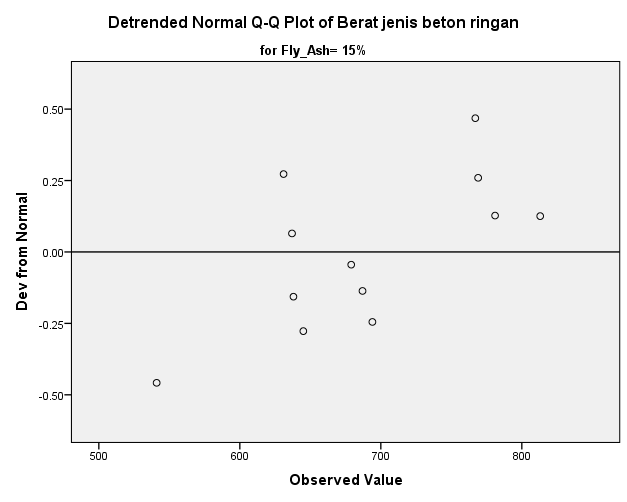 Detrended Normal Q-Q Plot of Berat jenis beton ringan
for Fly_Ash= 15%
Dev from Normal
0.50
0.25
0.00
-0.25
-0.50
500 600 700 800
Observed Value